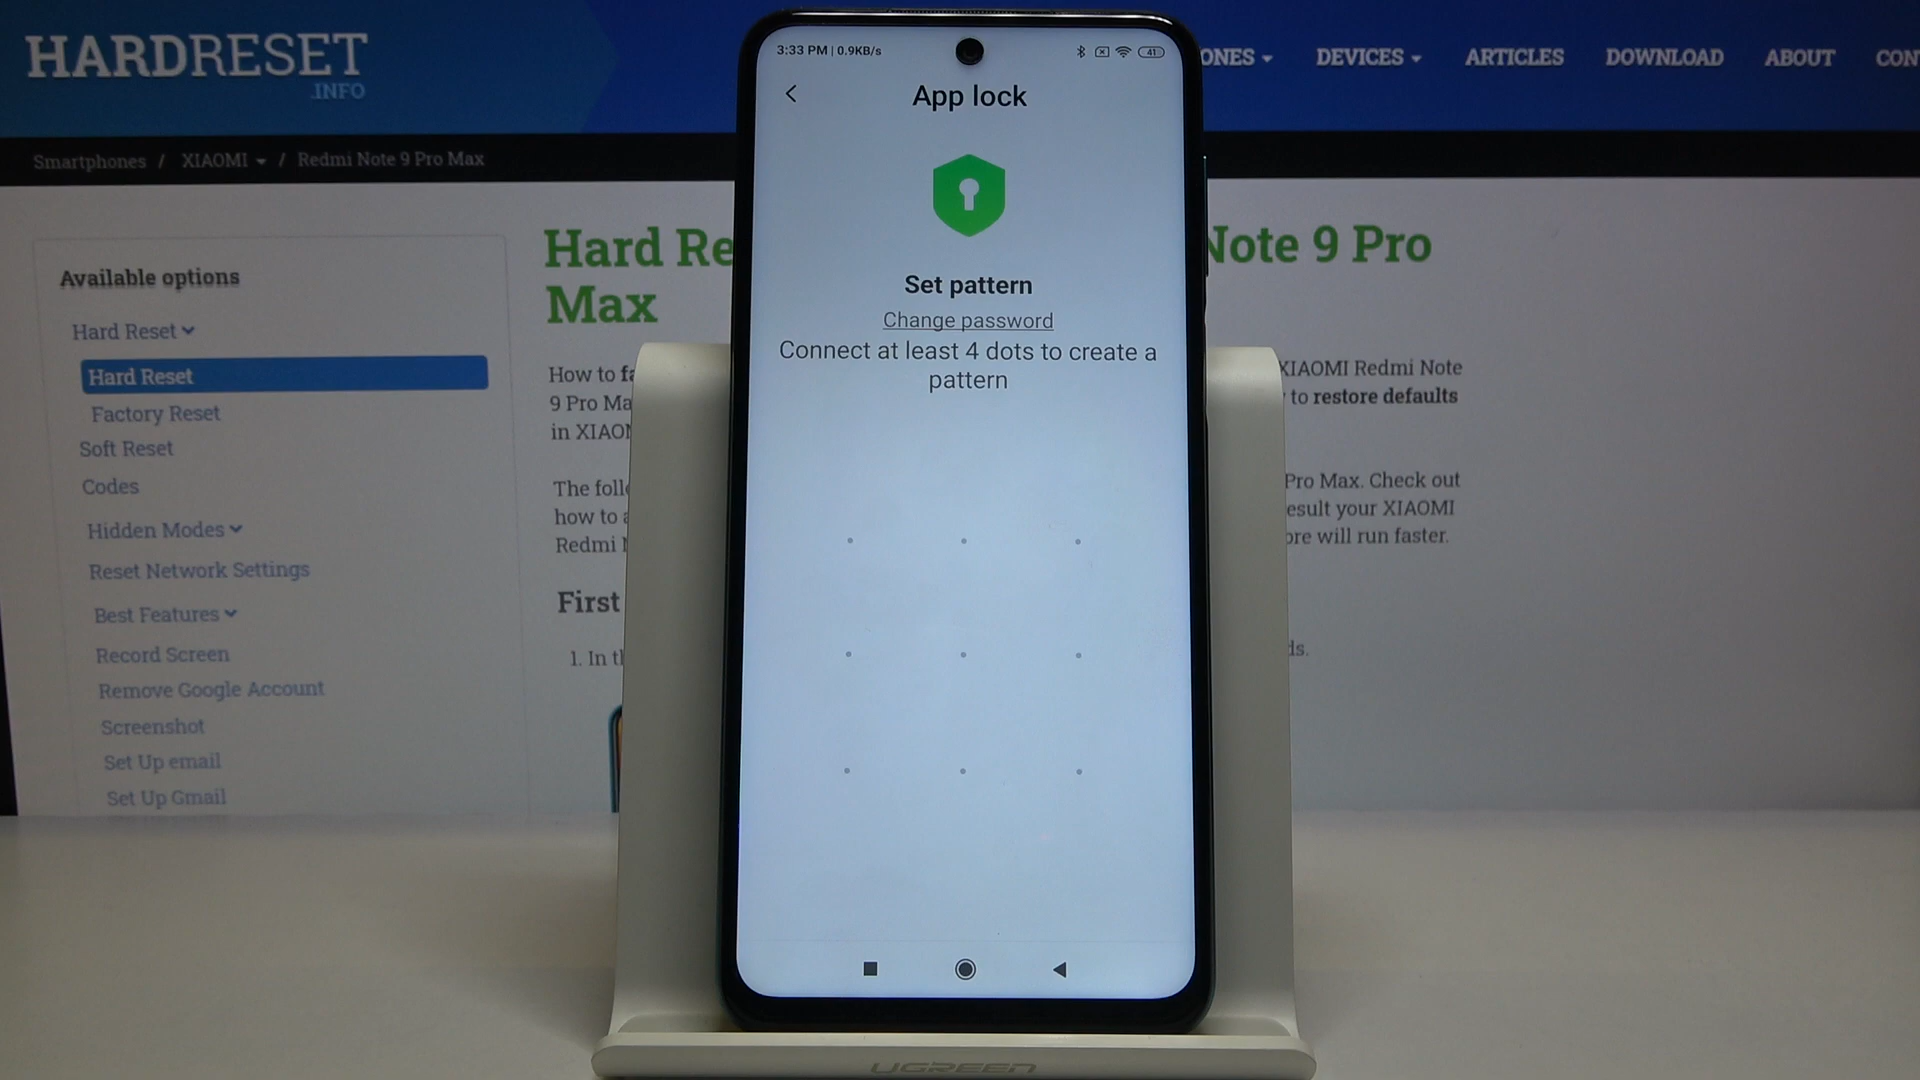 HARDRESET
.INFO
ONES
DEVICES
ARTICLES
DOWNLOAD
ABOUT
CON
Smartphones / XIAOMI / Redmi Note 9 Pro Max
Available options
Hard Reset
Hard Reset
Factory Reset
Soft Reset
Codes
Hidden Modes
Reset Network Settings
Best Features
Record Screen
Remove Google Account
Screenshot
Set Up email
Set Up Gmail
Hard Re
Note 9 Pro
Max
How to fa
9 Pro Ma
in XIAOM
XIAOMI Redmi Note
to restore defaults
The foll
how to a
Redmi
Pro Max. Check out
esult your XIAOMI
ore will run faster.
First
1. In th
ds.
3:33 PM | 0.9KB/s
41
App lock
Set pattern
Change password
Connect at least 4 dots to create a
pattern
UGREEN